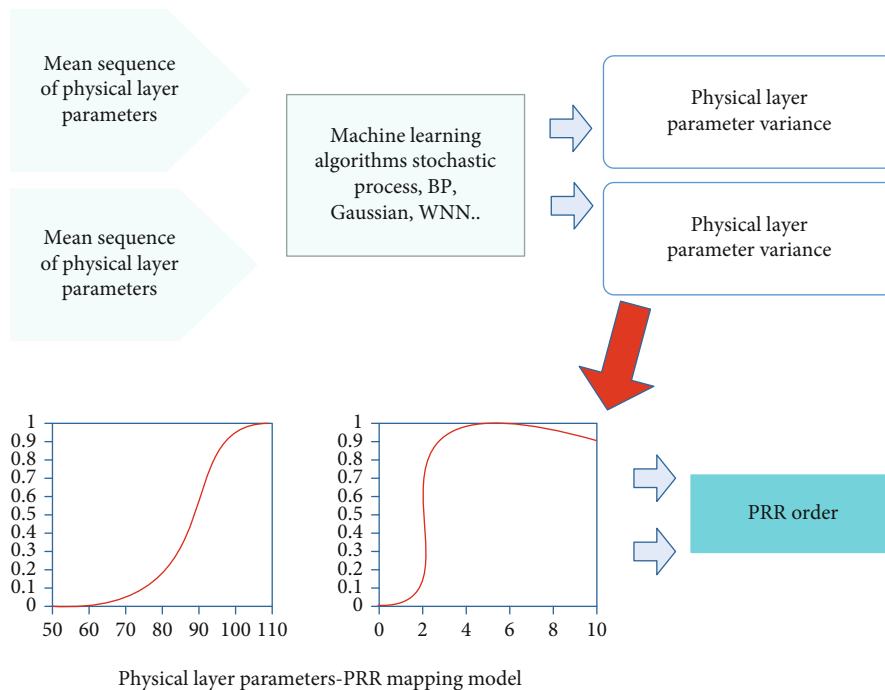 Mean sequence
of physical layer
parameters
Mean sequence
of physical layer
parameters
Machine learning
algorithms stochastic
process, BP,
Gaussian, WNN..
Physical layer
parameter variance
Physical layer
parameter variance
1
0.9
0.8
0.7
0.6
0.5
0.4
0.3
0.2
0.1
0
50 60 70 80 90 100 110
1
0.9
0.8
0.7
0.6
0.5
0.4
0.3
0.2
0.1
0
0 2 4 6 8 10
PRR order
Physical layer parameters-PRR mapping model